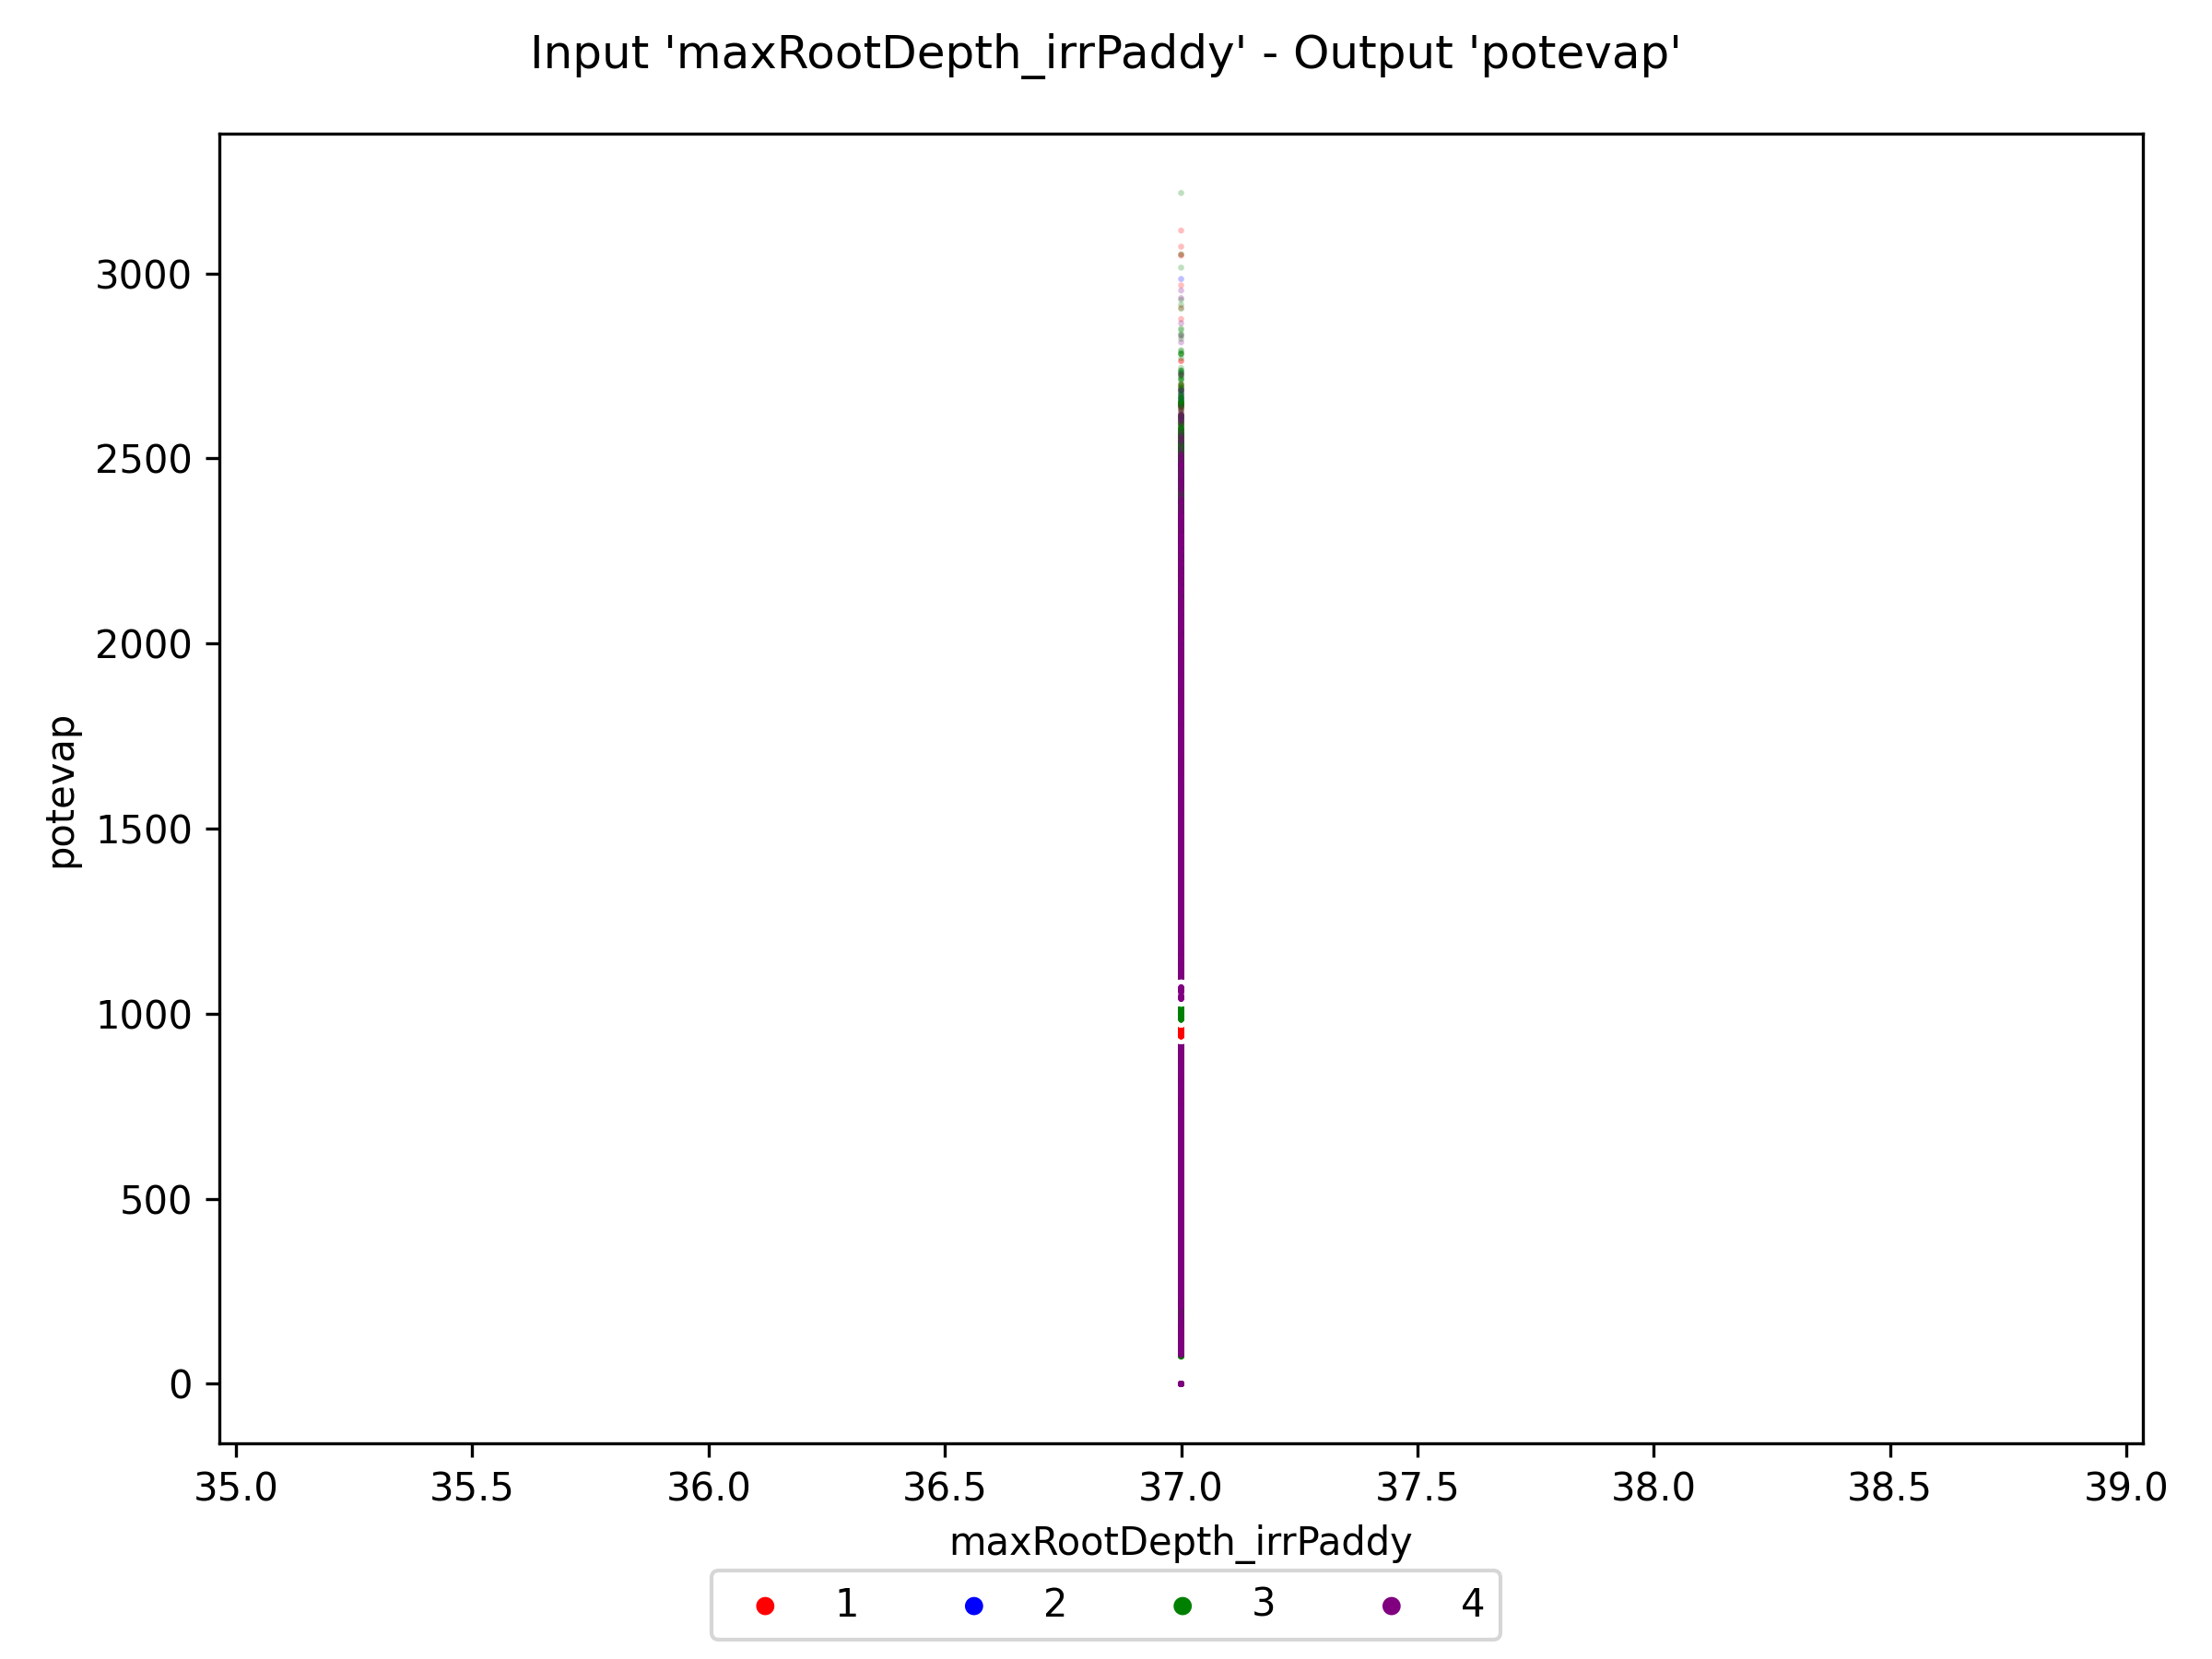 Input 'maxRootDepth_irrPaddy' - Output 'potevap'
3000
2500
2000
1500
1000
500
0
potevap
35.0 35.5 36.0 36.5 37.0 37.5 38.0 38.5 39.0
maxRootDepth_irrPaddy
1 2 3 4